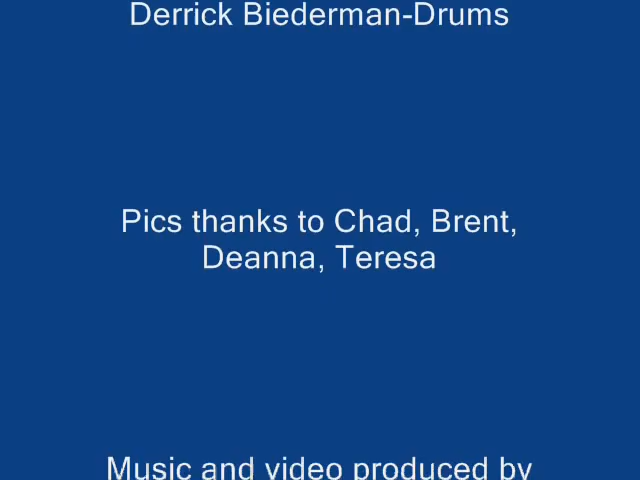 Derrick Biederman-Drums
Pics thanks to Chad, Brent,
Deanna, Teresa
Music and video produced by